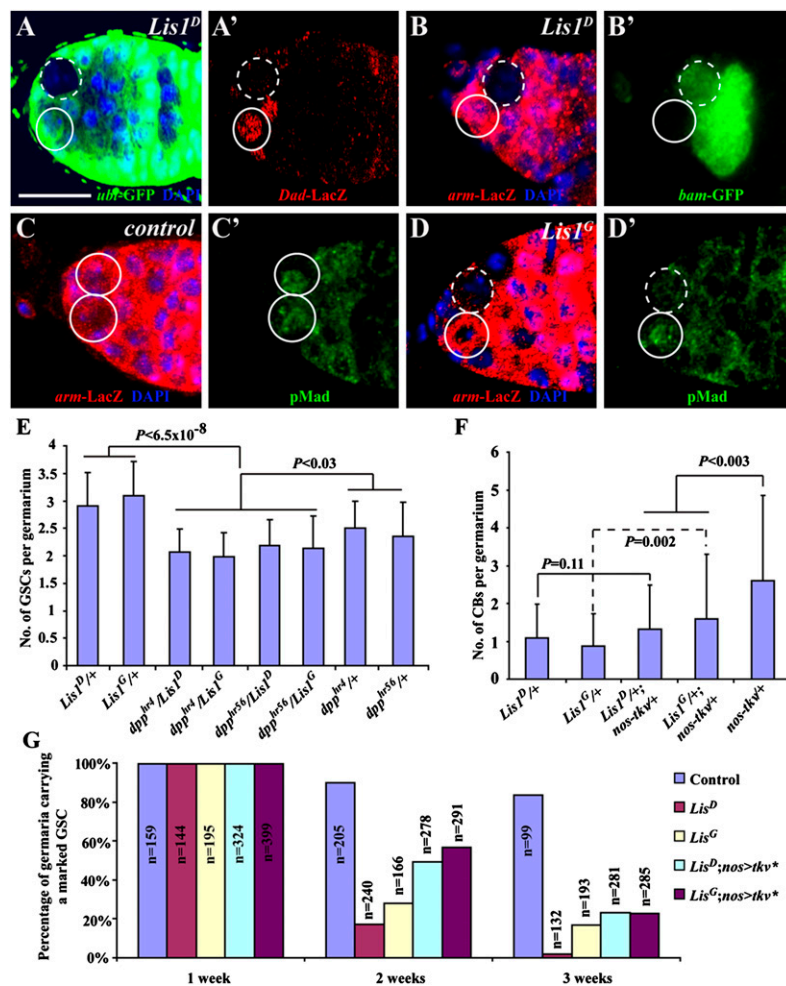 A Lis1D A' B Lis1D B'
ubi-GFP DAPI Dad-LacZ arm-LacZ DAPI bam-GFP
C control C' D Lis1G D'
arm-LacZ DAPI pMad arm-LacZ DAPI pMad
E
P<6.5x10-8
P<0.03
No. of GSCs per germarium
4
3.5
3
2.5
2
1.5
1
0.5
0
Lis1D/+
Lis1G/+
dpphr4/Lis1D
dpphr4/Lis1G
dpphr56/Lis1D
dpphr56/Lis1G
dpphr4/+
dpphr56/+
F
P<0.003
P=0.002
P=0.11
No. of CBs per germarium
6
5
4
3
2
1
0
Lis1D/+
Lis1G/+
Lis1D/+;
nos-tkv/+
Lis1G/+;
nos-tkv/+
nos-tkv/+
G
Percentage of germaria carrying
a marked GSC
100%
80%
60%
40%
20%
0%
n=159
n=144
n=195
n=324
n=399
n=205
n=240
n=166
n=278
n=291
n=99
n=132
n=193
n=281
n=285
1 week 2 weeks 3 weeks
Control
LisD
LisG
LisD;nos>tkv*
LisG;nos>tkv*